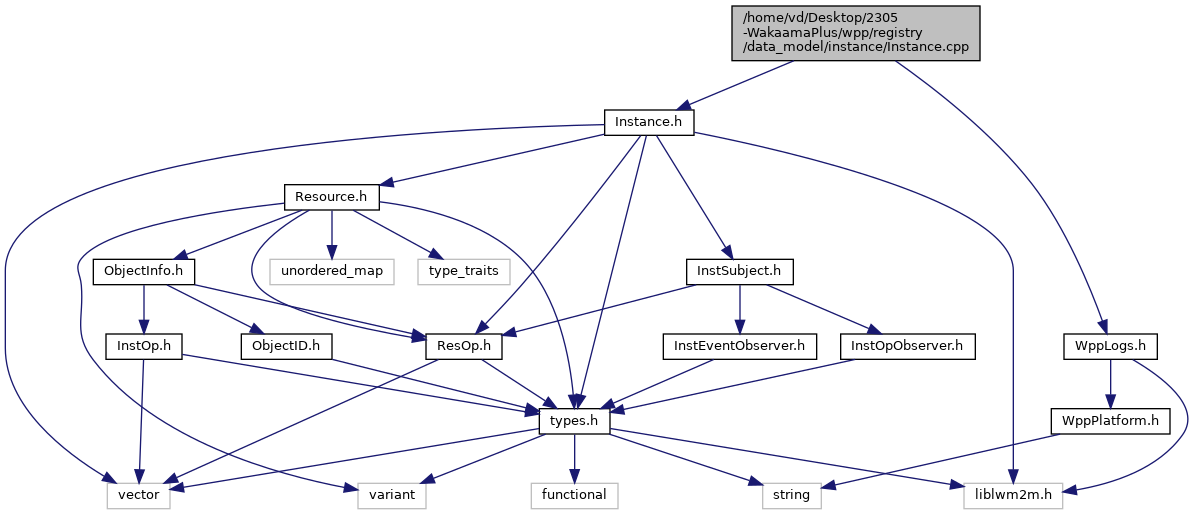 /home/vd/Desktop/2305
-WakaamaPlus/wpp/registry
/data_model/instance/Instance.cpp
Instance.h
Resource.h
ObjectInfo.h
unordered_map
type_traits
InstSubject.h
InstOp.h
ObjectID.h
ResOp.h
InstEventObserver.h
InstOpObserver.h
WppLogs.h
types.h
WppPlatform.h
vector
variant
functional
string
liblwm2m.h